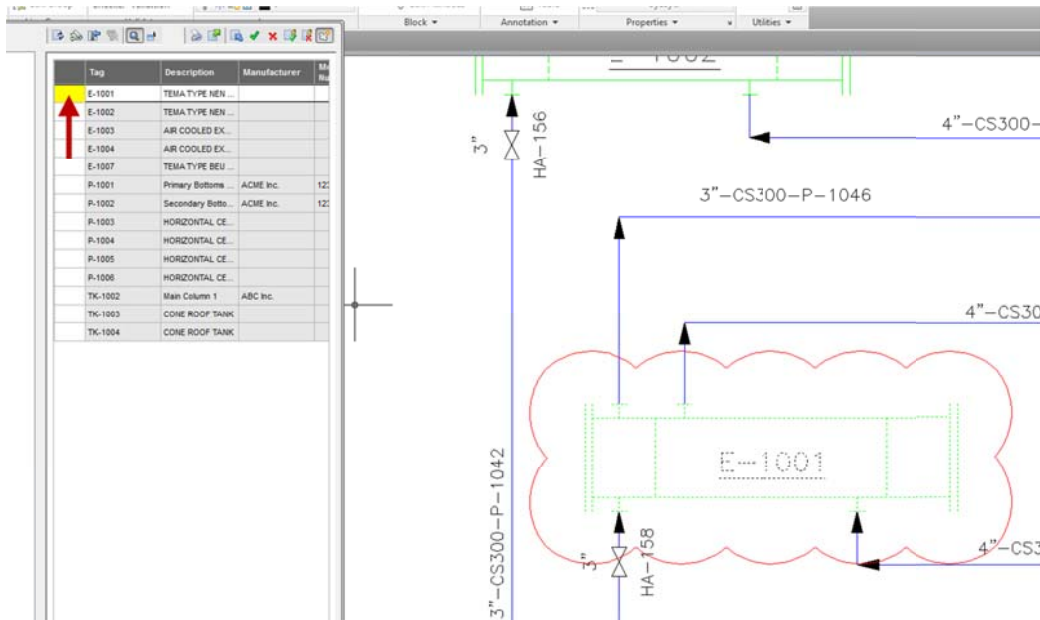 Block
Annotation
Properties
Utilities
Tag Description Manufacturer
E-1001 TEMA TYPE NEN ...
E-1002 TEMA TYPE NEN ...
E-1003 AIR COOLED EX...
E-1004 AIR COOLED EX...
E-1007 TEMA TYPE BEU ...
P-1001 Primary Bottoms ... ACME Inc. 123
P-1002 Secondary Botto... ACME Inc. 123
P-1003 HORIZONTAL CE...
P-1004 HORIZONTAL CE...
P-1005 HORIZONTAL CE...
P-1006 HORIZONTAL CE...
TK-1002 Main Column 1 ABC Inc.
TK-1003 CONE ROOF TANK
TK-1004 CONE ROOF TANK
E-1002
3"
HA-156
4"-CS300-
3"-CS300-P-1046
4"-CS30
E-1001
3"-CS300-P-1042
3"
HA-158
4"-CS3